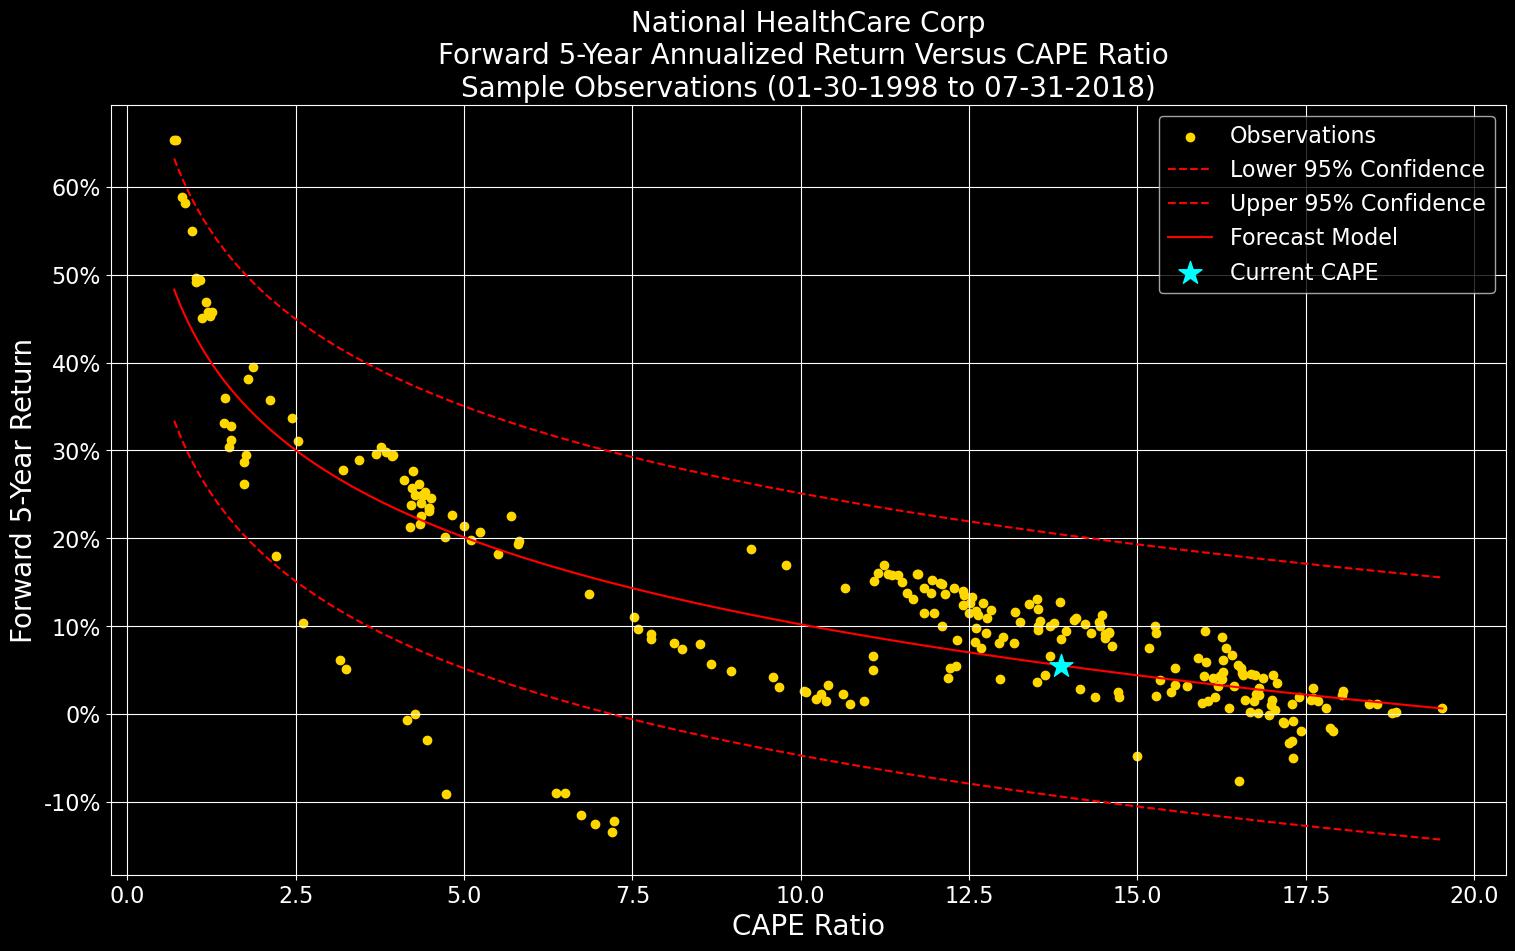 National HealthCare Corp
Forward 5-Year Annualized Return Versus CAPE Ratio
Sample Observations (01-30-1998 to 07-31-2018)
Observations
Lower 95% Confidence
Upper 95% Confidence
Forecast Model
Current CAPE
Forward 5-Year Return
60%
50%
40%
30%
20%
10%
0%
-10%
0.0 2.5 5.0 7.5 10.0 12.5 15.0 17.5 20.0
CAPE Ratio